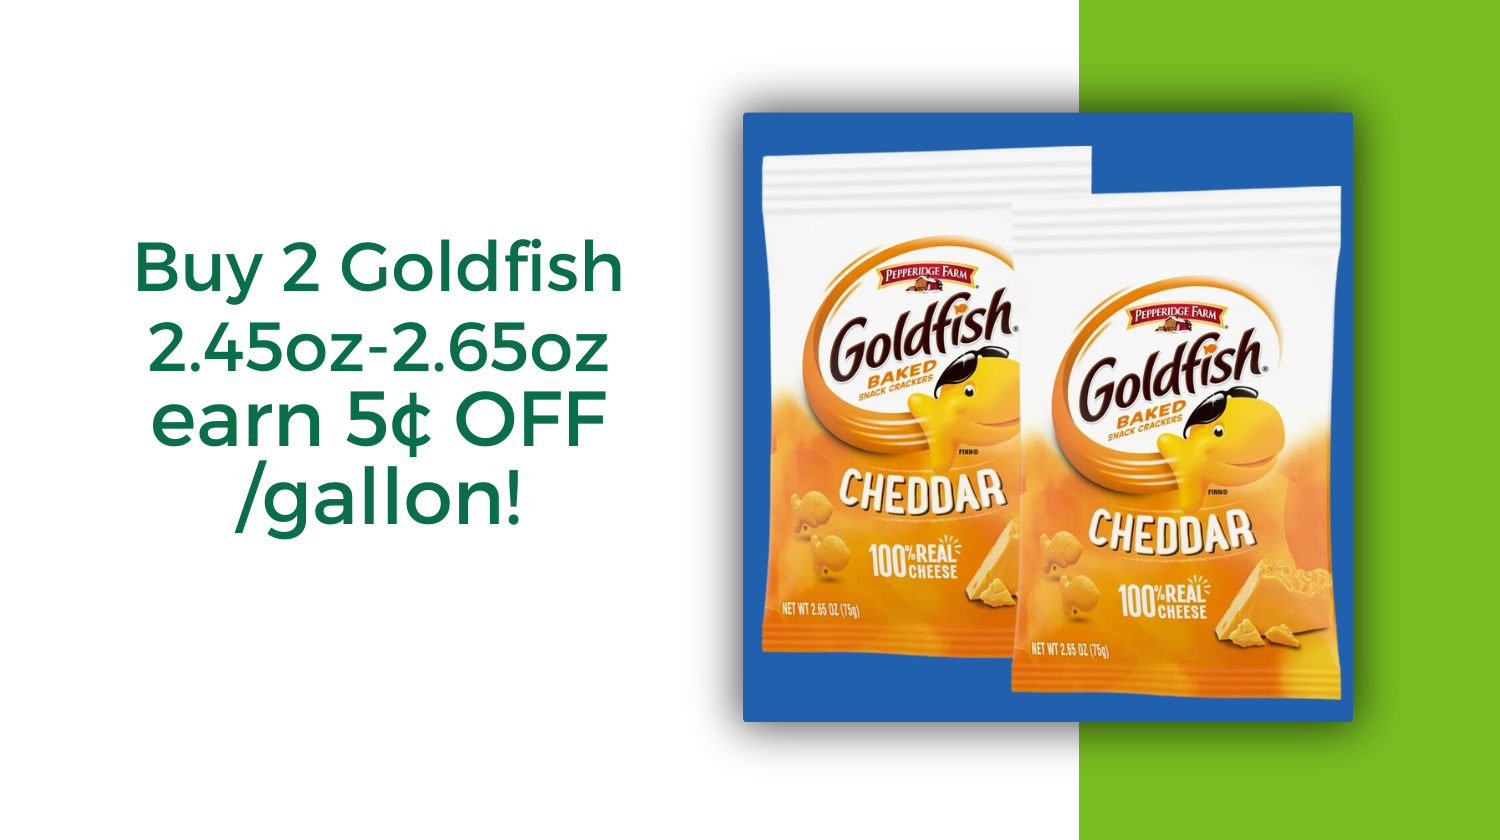 Buy 2 Goldfish
2.45oz-2.65oz
earn 5¢ OFF
/gallon!
PEPPERIDGE FARM
Goldfish
BAKED
SNACK CRACKERS
FINN®
CHEDDAR
100% REAL
CHEESE
NET WT 2.65 OZ (75g)
PEPPERIDGE FARM
Goldfish
BAKED
SNACK CRACKERS
FINN®
CHEDDAR
100% REAL
CHEESE
NET WT 2.65 OZ (75g)